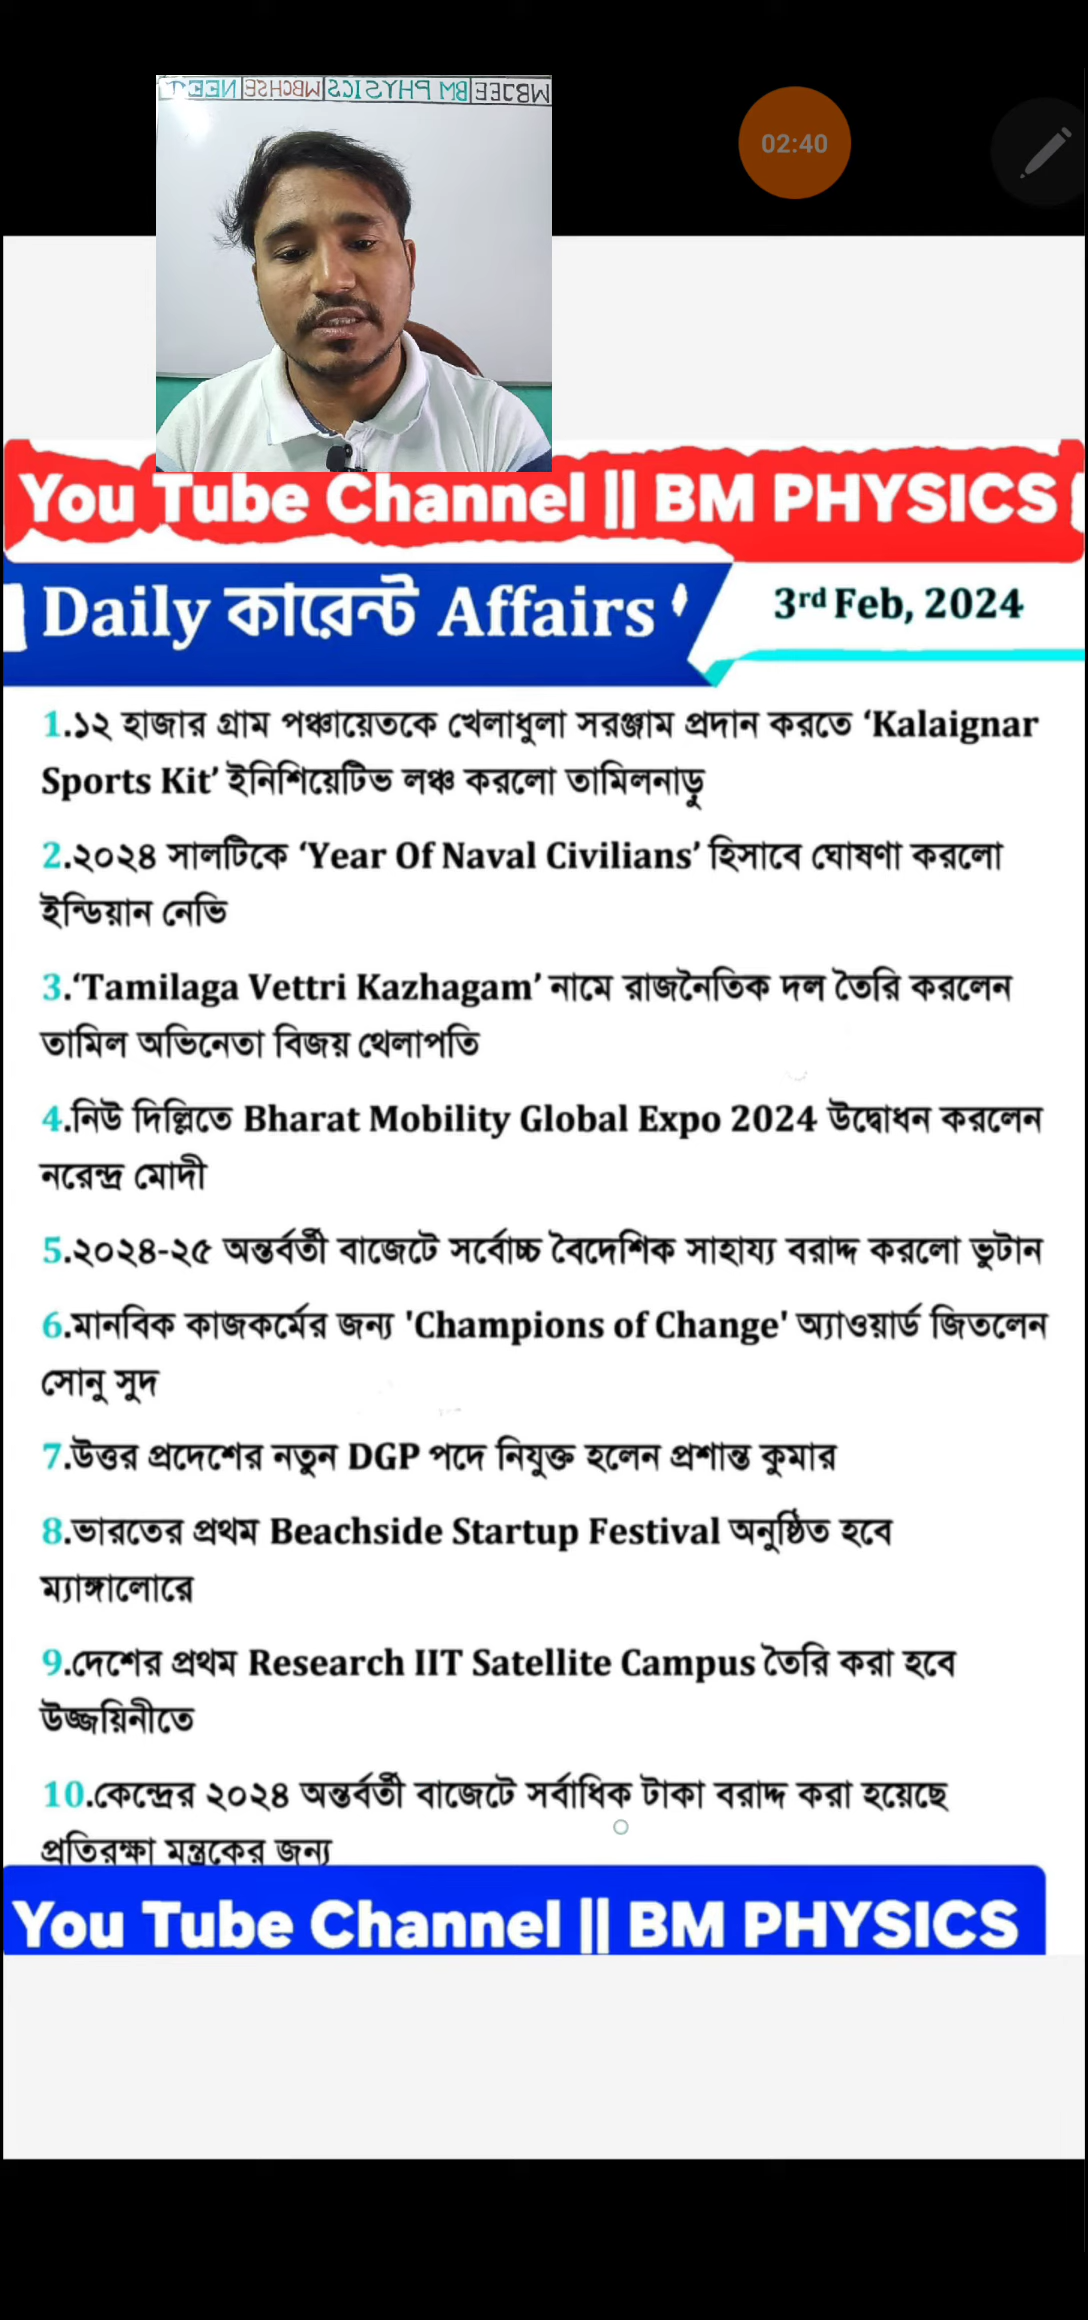 WBJEE BM PHYSICS WBCHSE NEET
02:40
You Tube Channel || BM PHYSICS
Daily কারেন্ট Affairs
3rd Feb, 2024
1.১২ হাজার গ্রাম পঞ্চায়েতকে খেলাধুলা সরঞ্জাম প্রদান করতে ‘Kalaignar
Sports Kit’ ইনিশিয়েটিভ লঞ্চ করলো তামিলনাড়ু
2.২০২৪ সালটিকে ‘Year Of Naval Civilians’ হিসাবে ঘোষণা করলো
ইন্ডিয়ান নেভি
3.‘Tamilaga Vettri Kazhagam’ নামে রাজনৈতিক দল তৈরি করলেন
তামিল অভিনেতা বিজয় থেলাপতি
4.নিউ দিল্লিতে Bharat Mobility Global Expo 2024 উদ্বোধন করলেন
নরেন্দ্র মোদী
5.২০২৪-২৫ অন্তর্বর্তী বাজেটে সর্বোচ্চ বৈদেশিক সাহায্য বরাদ্দ করলো ভুটান
6.মানবিক কাজকর্মের জন্য 'Champions of Change' অ্যাওয়ার্ড জিতলেন
সোনু সুদ
7.উত্তর প্রদেশের নতুন DGP পদে নিযুক্ত হলেন প্রশান্ত কুমার
8.ভারতের প্রথম Beachside Startup Festival অনুষ্ঠিত হবে
ম্যাঙ্গালোরে
9.দেশের প্রথম Research IIT Satellite Campus তৈরি করা হবে
উজ্জয়িনীতে
10.কেন্দ্রের ২০২৪ অন্তর্বর্তী বাজেটে সর্বাধিক টাকা বরাদ্দ করা হয়েছে
প্রতিরক্ষা মন্ত্রকের জন্য
You Tube Channel || BM PHYSICS